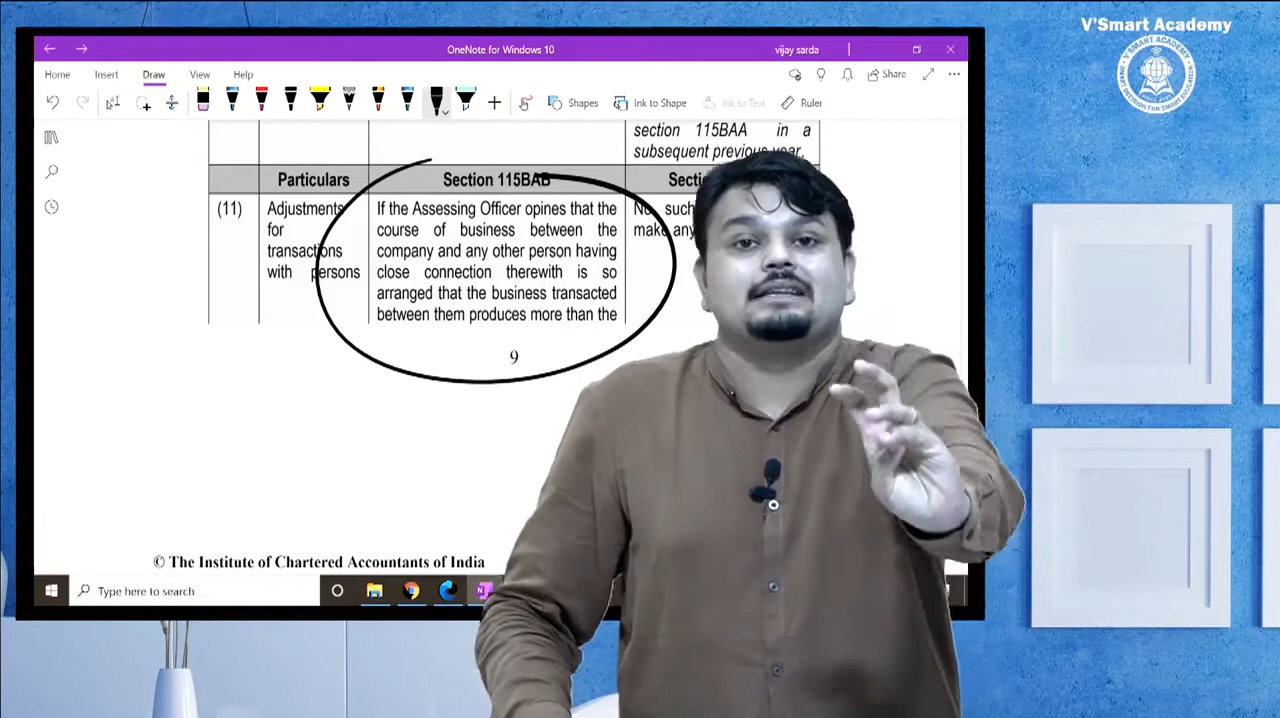 V'Smart Academy
OneNote for Windows 10
vijay sarda
Home Insert Draw View Help
Share
Shapes Ink to Shape Ink to Text Ruler
section 115BAA in a
subsequent previous year.
Particulars Section 115BAB
(11) Adjustments for transactions with persons
If the Assessing Officer opines that the
course of business between the
company and any other person having
close connection therewith is so
arranged that the business transacted
between them produces more than the
No such
make any
9
© The Institute of Chartered Accountants of India
Type here to search